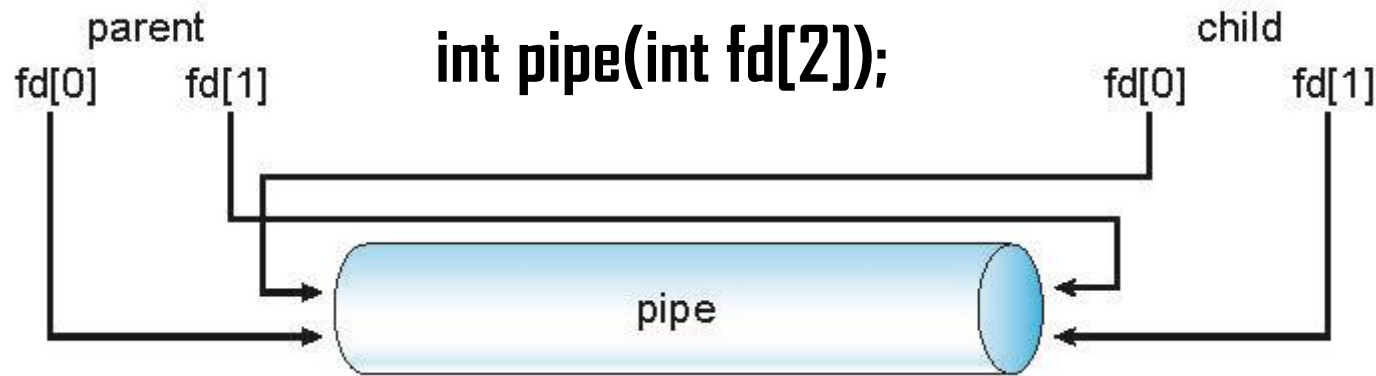 parent
int pipe(int fd[2]);
child
fd[0]
fd[1]
fd[0]
fd[1]
pipe